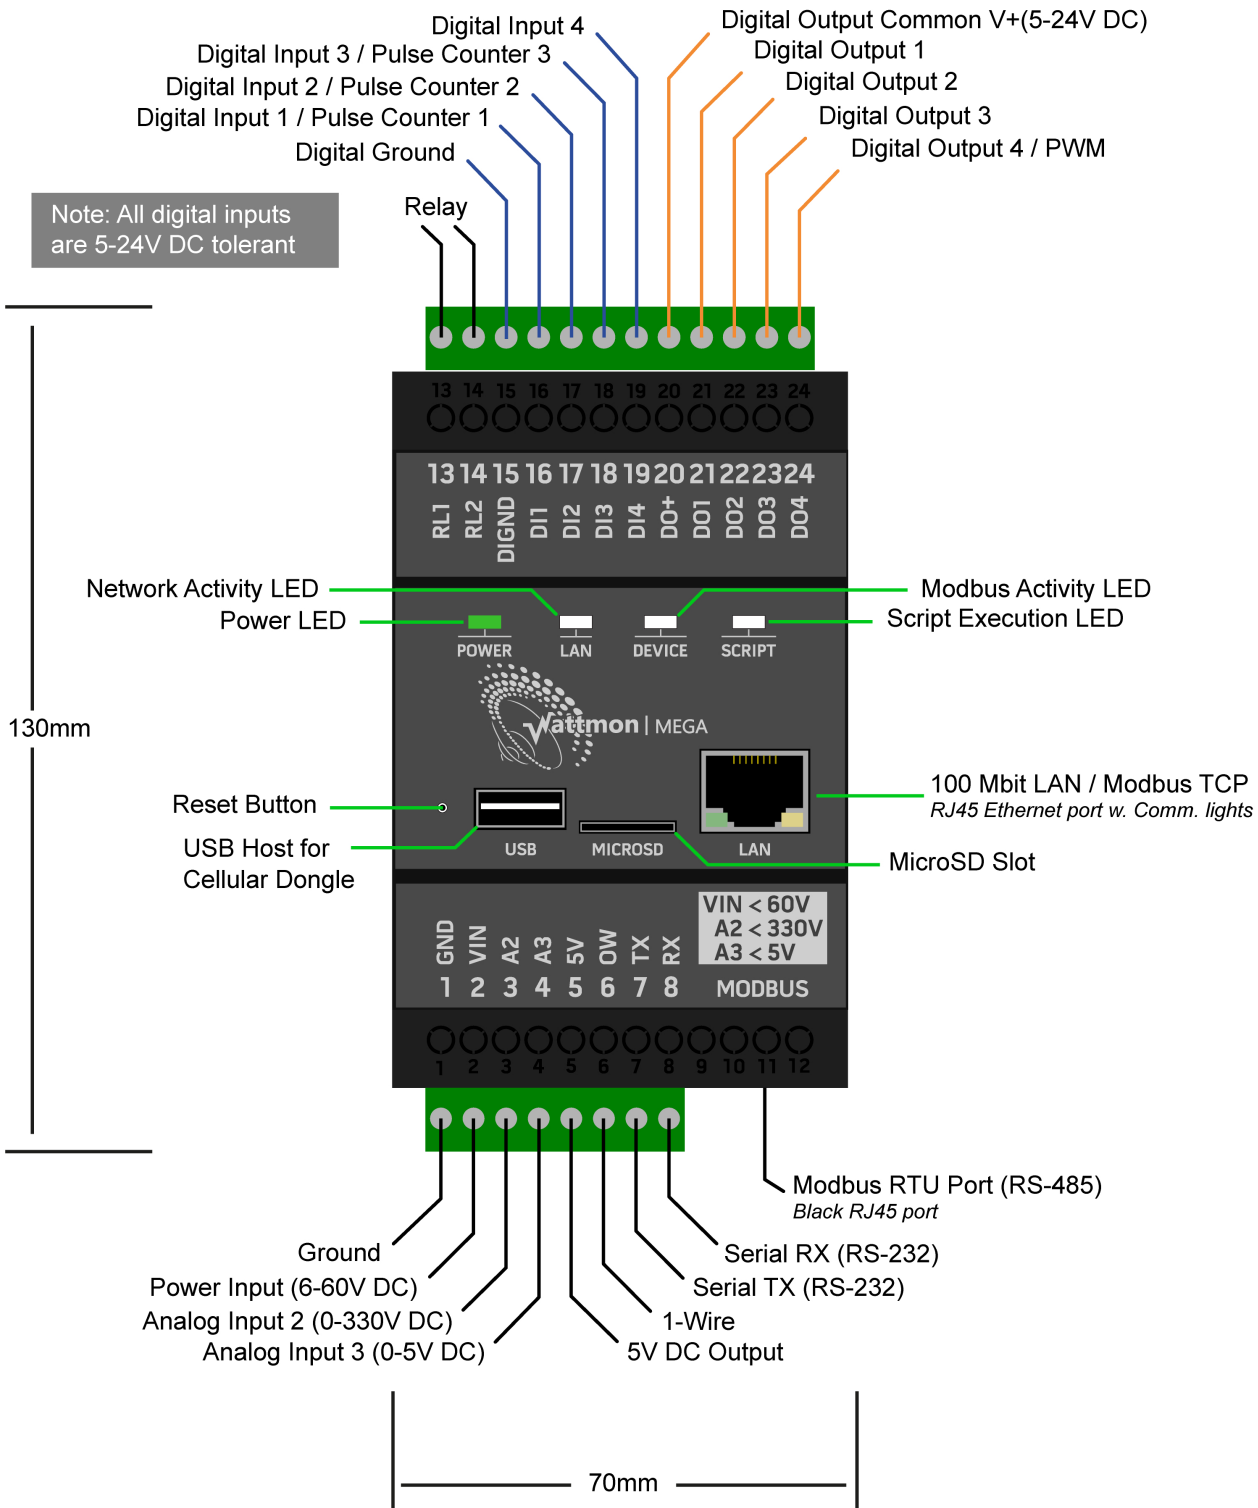 Digital Input 4
Digital Output Common V+(5-24V DC)
Digital Input 3 / Pulse Counter 3
Digital Output 1
Digital Input 2 / Pulse Counter 2
Digital Output 2
Digital Input 1 / Pulse Counter 1
Digital Output 3
Digital Ground
Digital Output 4 / PWM
Relay
Note: All digital inputs
are 5-24V DC tolerant
13 14 15 16 17 18 19 20 21 22 23 24
13 14 15 16 17 18 19 20 21 22 23 24
RL1 RL2 DIGND DI1 DI2 DI3 DI4 DO+ DO1 DO2 DO3 DO4
Network Activity LED
Modbus Activity LED
Power LED
Script Execution LED
POWER LAN DEVICE SCRIPT
Wattmon | MEGA
130mm
100 Mbit LAN / Modbus TCP
RJ45 Ethernet port w. Comm. lights
Reset Button
USB Host for
Cellular Dongle
USB MICROSD LAN
MicroSD Slot
VIN < 60V
A2 < 330V
A3 < 5V
GND VIN A2 A3 5V OW TX RX
1 2 3 4 5 6 7 8 MODBUS
1 2 3 4 5 6 7 8 9 10 11 12
Modbus RTU Port (RS-485)
Black RJ45 port
Ground
Serial RX (RS-232)
Power Input (6-60V DC)
Serial TX (RS-232)
Analog Input 2 (0-330V DC)
1-Wire
Analog Input 3 (0-5V DC)
5V DC Output
70mm